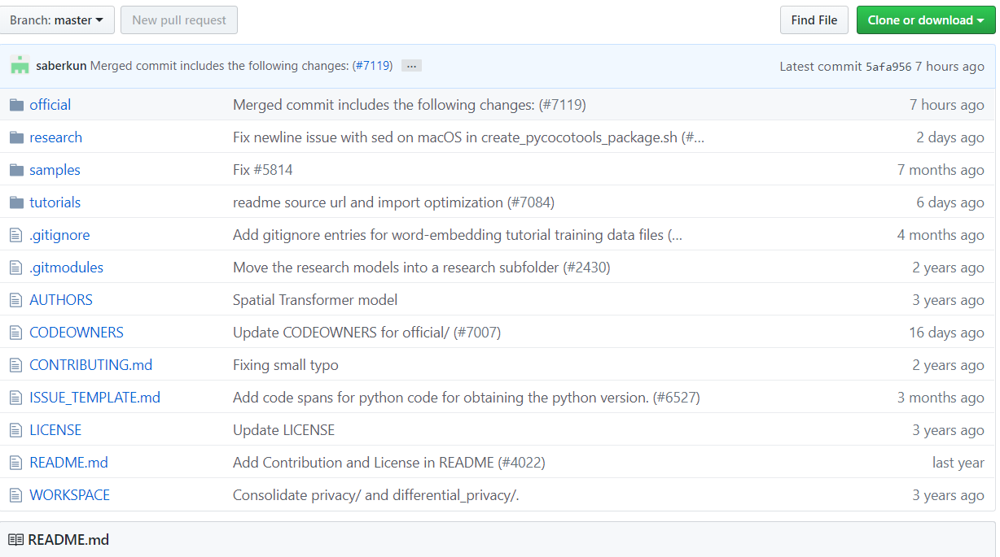 Branch: master New pull request Find File Clone or download
saberkun Merged commit includes the following changes: (#7119) ... Latest commit 5afa956 7 hours ago
official Merged commit includes the following changes: (#7119) 7 hours ago
research Fix newline issue with sed on macOS in create_pycocotools_package.sh (#... 2 days ago
samples Fix #5814 7 months ago
tutorials readme source url and import optimization (#7084) 6 days ago
.gitignore Add gitignore entries for word-embedding tutorial training data files (... 4 months ago
.gitmodules Move the research models into a research subfolder (#2430) 2 years ago
AUTHORS Spatial Transformer model 3 years ago
CODEOWNERS Update CODEOWNERS for official/ (#7007) 16 days ago
CONTRIBUTING.md Fixing small typo 2 years ago
ISSUE_TEMPLATE.md Add code spans for python code for obtaining the python version. (#6527) 3 months ago
LICENSE Update LICENSE 3 years ago
README.md Add Contribution and License in README (#4022) last year
WORKSPACE Consolidate privacy/ and differential_privacy/. 3 years ago
README.md